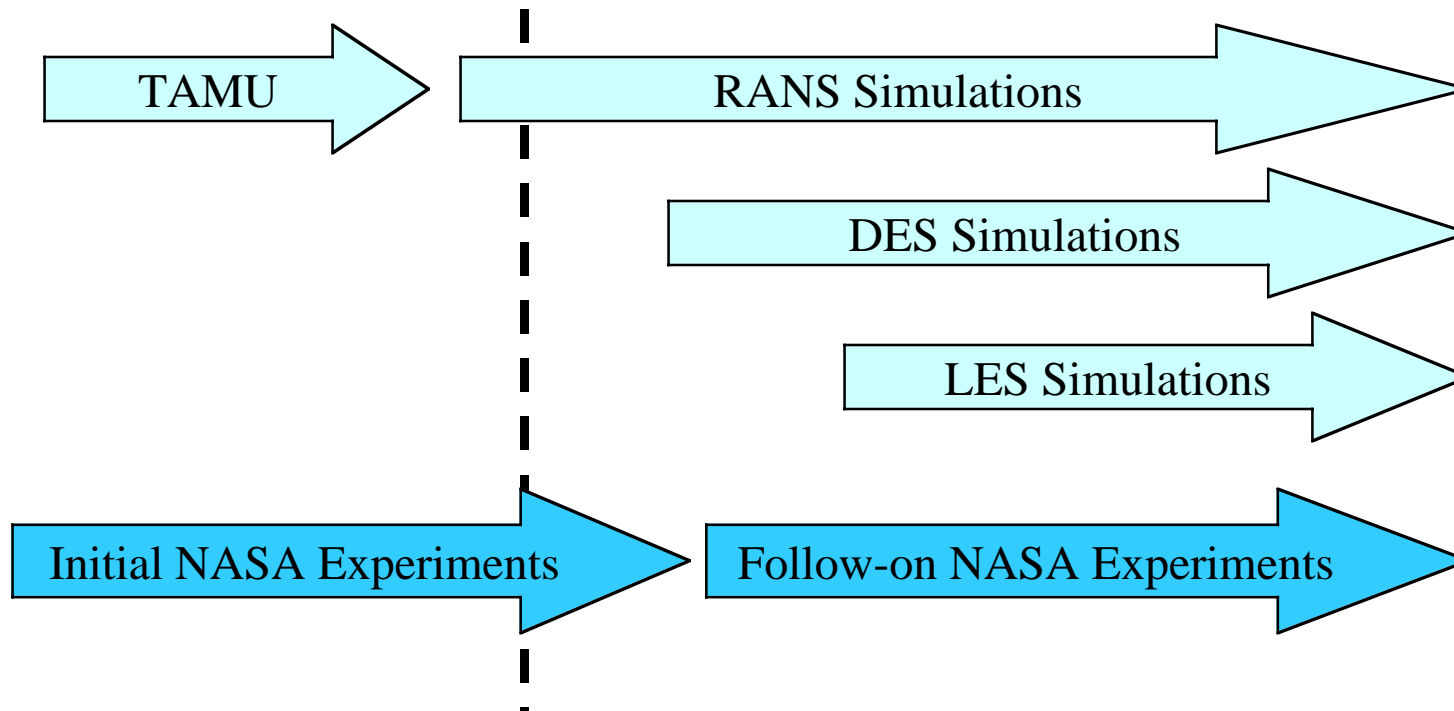 TAMU
RANS Simulations
DES Simulations
LES Simulations
Initial NASA Experiments
Follow-on NASA Experiments